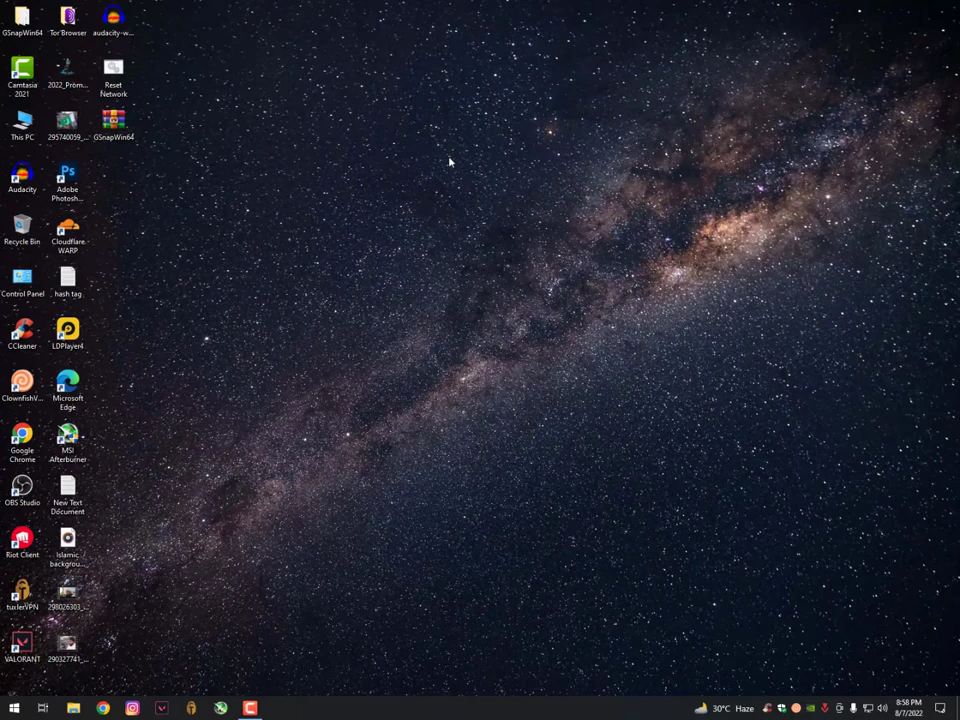 GSnapWin64
Tor Browser
audacity-w...
Camtasia
2021
2022_Prom...
Reset
Network
This PC
295740059_...
GSnapWin64
Audacity
Adobe
Photosh...
Recycle Bin
Cloudflare
WARP
Control Panel
hash tag
CCleaner
LDPlayer4
ClownfishV...
Microsoft
Edge
Google
Chrome
MSI
Afterburner
OBS Studio
New Text
Document
Riot Client
Islamic
backgrou...
tuxlerVPN
298026303_...
VALORANT
290327741_...
30°C Haze
8:58 PM
8/7/2022